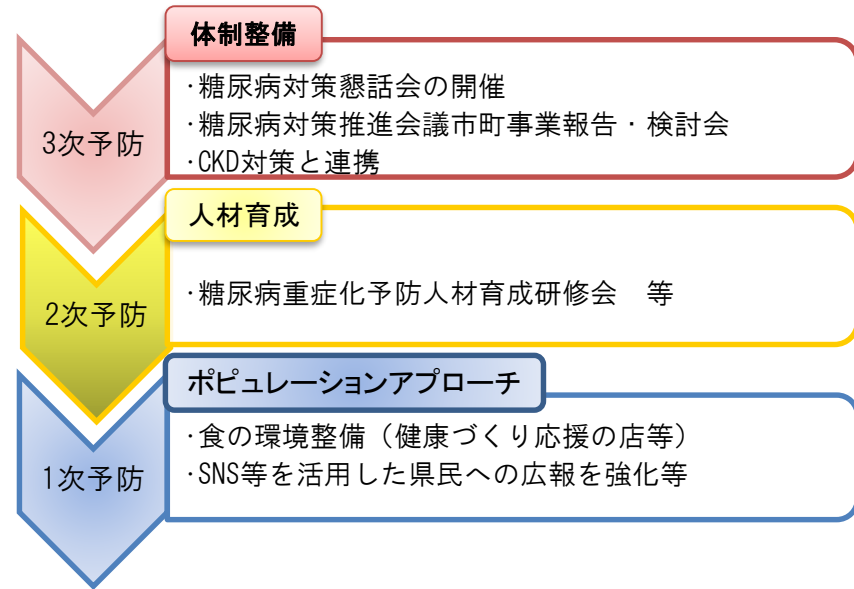 体制整備
3次予防
·糖尿病対策懇話会の開催
·糖尿病対策推進会議市町事業報告・検討会
·CKD対策と連携
人材育成
2次予防
·糖尿病重症化予防人材育成研修会　等
ポピュレーションアプローチ
1次予防
·食の環境整備（健康づくり応援の店等）
·SNS等を活用した県民への広報を強化等